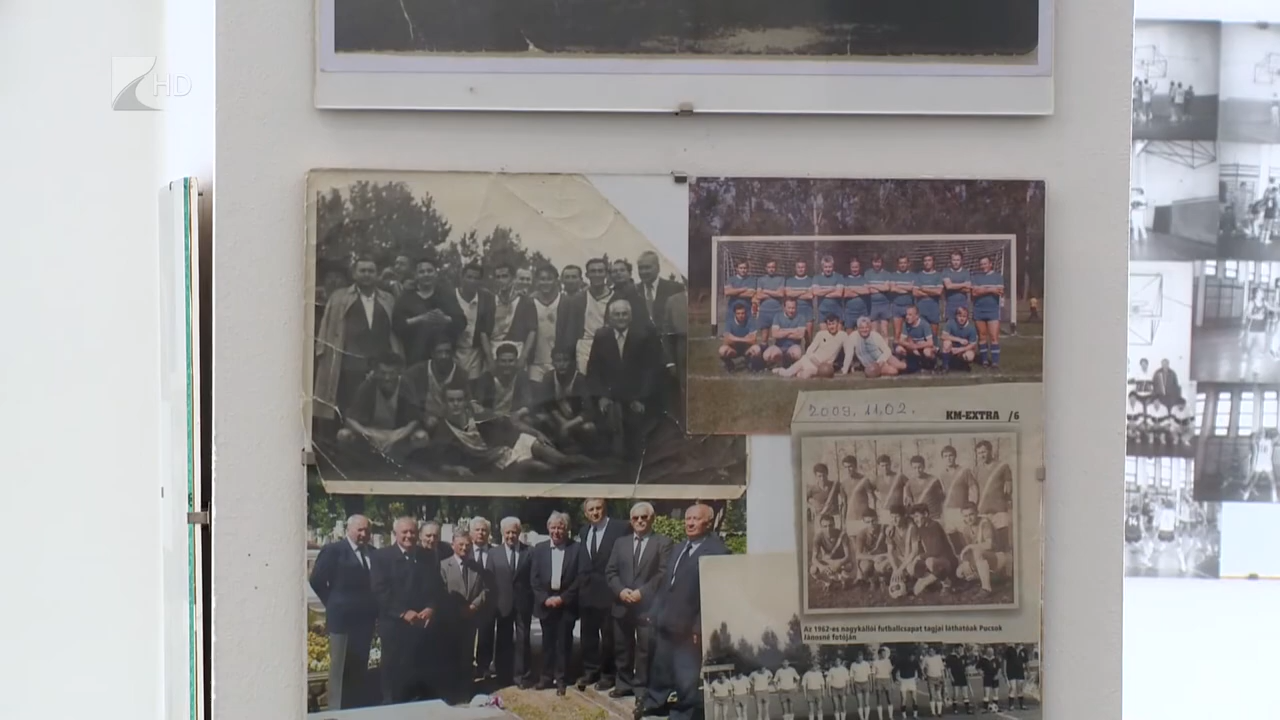 HD
2009. 11.02.
KM-EXTRA /6
Az 1962-es nagykállói futballcsapat tagjai láthatóak Pucsok
Jánosné fotóján